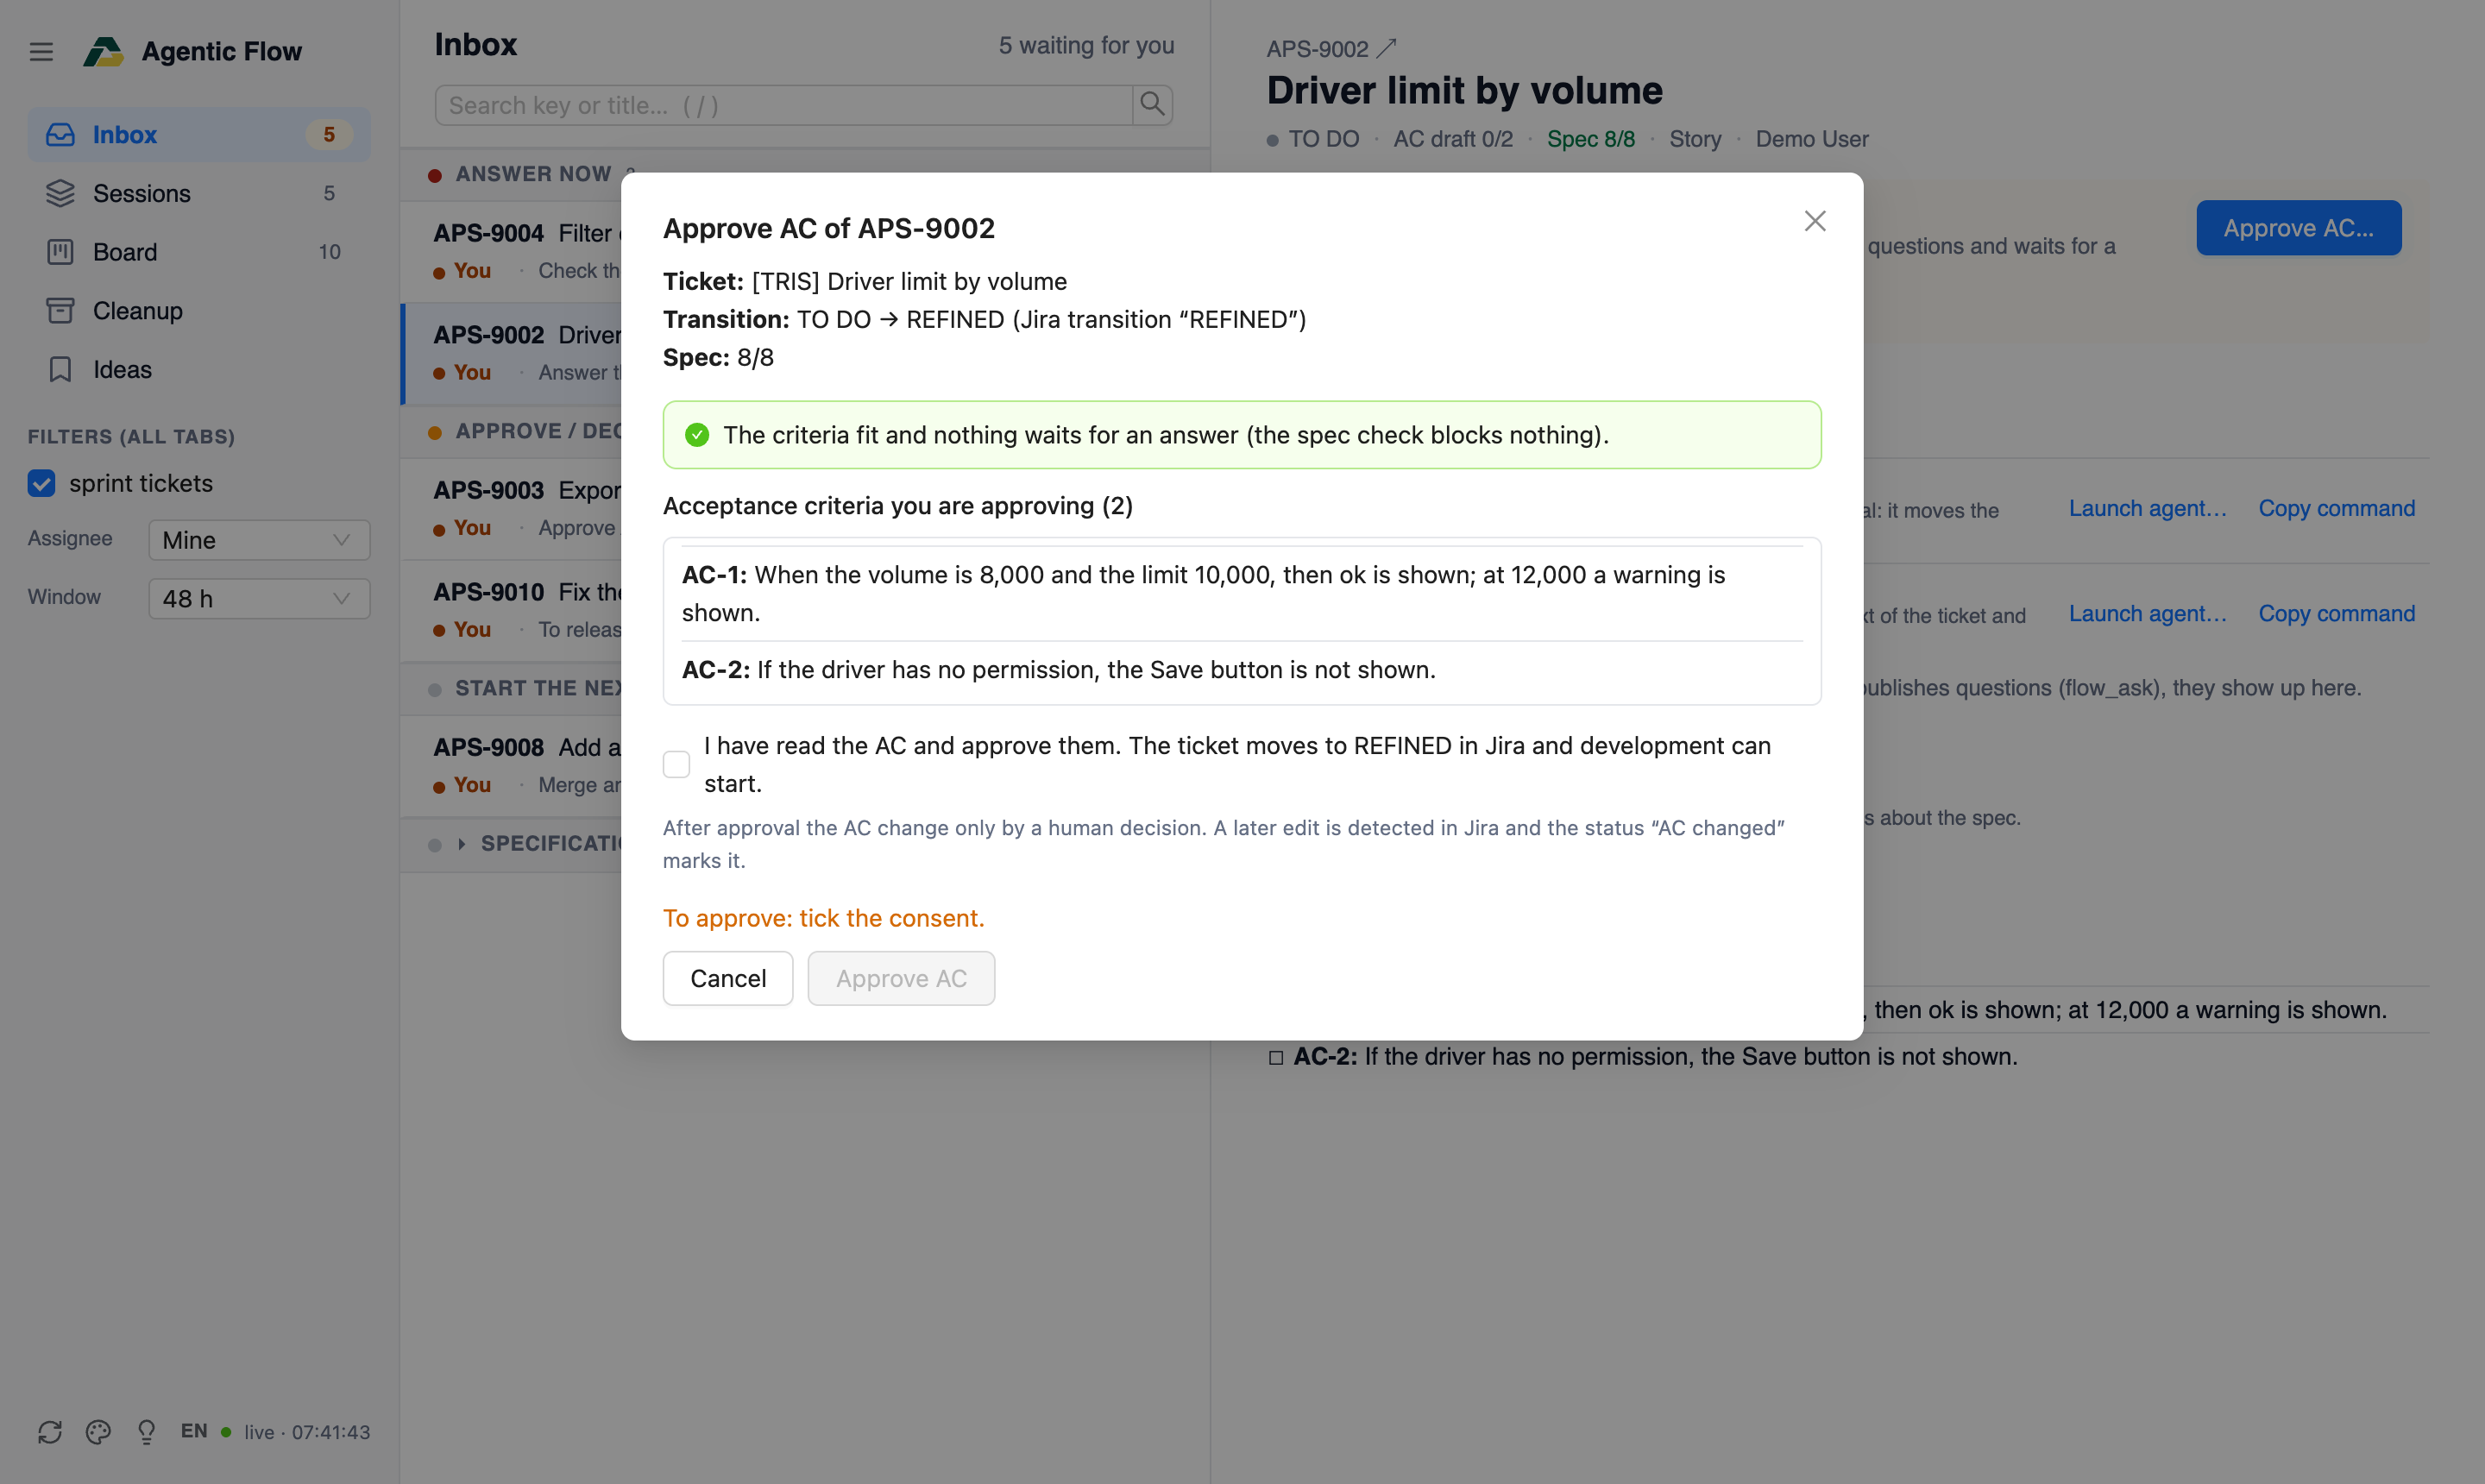 Agentic Flow
Inbox 5
Sessions 5
Board 10
Cleanup
Ideas
FILTERS (ALL TABS)
sprint tickets
Assignee Mine
Window 48 h
EN live · 07:41:43
Inbox 5 waiting for you
Search key or title... ( / )
ANSWER NOW
APS-9004 Filter
You · Check th
APS-9002 Driver
You · Answer t
APPROVE / DEC
APS-9003 Expor
You · Approve
APS-9010 Fix the
You · To releas
START THE NEX
APS-9008 Add a
You · Merge an
SPECIFICATI
APS-9002
Driver limit by volume
TO DO · AC draft 0/2 · Spec 8/8 · Story · Demo User
questions and waits for a
Approve AC...
al: it moves the Launch agent... Copy command
xt of the ticket and Launch agent... Copy command
publishes questions (flow_ask), they show up here.
s about the spec.
, then ok is shown; at 12,000 a warning is shown.
AC-2: If the driver has no permission, the Save button is not shown.
Approve AC of APS-9002
Ticket: [TRIS] Driver limit by volume
Transition: TO DO → REFINED (Jira transition “REFINED”)
Spec: 8/8
The criteria fit and nothing waits for an answer (the spec check blocks nothing).
Acceptance criteria you are approving (2)
AC-1: When the volume is 8,000 and the limit 10,000, then ok is shown; at 12,000 a warning is
shown.
AC-2: If the driver has no permission, the Save button is not shown.
I have read the AC and approve them. The ticket moves to REFINED in Jira and development can
start.
After approval the AC change only by a human decision. A later edit is detected in Jira and the status “AC changed”
marks it.
To approve: tick the consent.
Cancel Approve AC